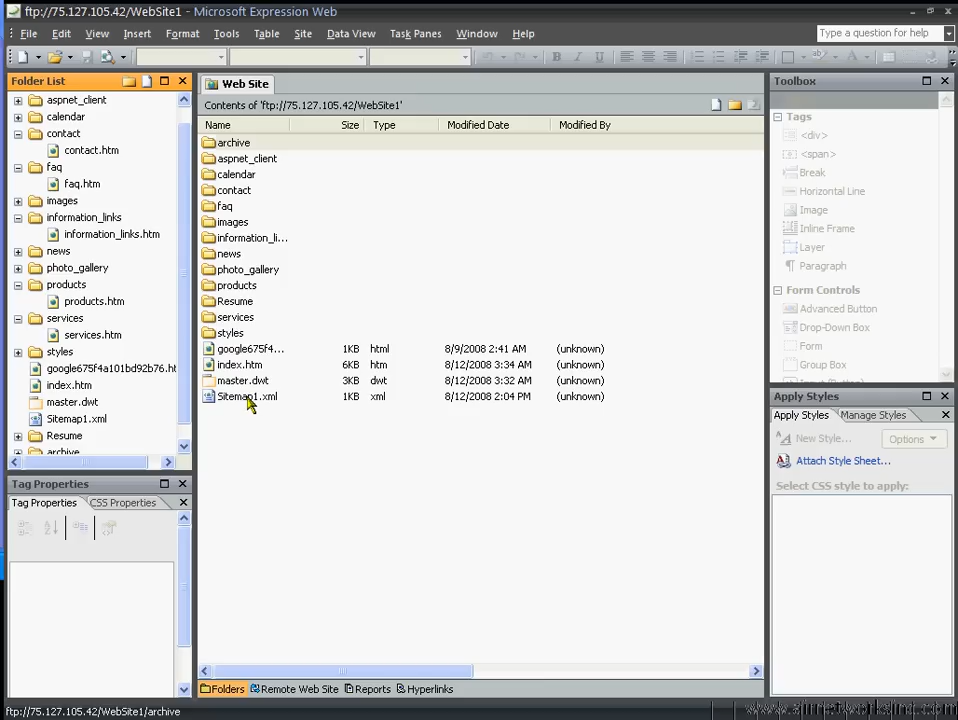 ftp://75.127.105.42/WebSite1 - Microsoft Expression Web
File Edit View Insert Format Tools Table Site Data View Task Panes Window Help
Type a question for help
Folder List
aspnet_client
calendar
contact
contact.htm
faq
faq.htm
images
information_links
information_links.htm
news
photo_gallery
products
products.htm
services
services.htm
styles
google675f4a101bd92b76.ht
index.htm
master.dwt
Sitemap1.xml
Resume
archive
Tag Properties
Tag Properties CSS Properties
Web Site
Contents of 'ftp://75.127.105.42/WebSite1'
Name Size Type Modified Date Modified By
archive
aspnet_client
calendar
contact
faq
images
information_li...
news
photo_gallery
products
Resume
services
styles
google675f4... 1KB html 8/9/2008 2:41 AM (unknown)
index.htm 6KB htm 8/12/2008 3:34 AM (unknown)
master.dwt 3KB dwt 8/12/2008 3:32 AM (unknown)
Sitemap1.xml 1KB xml 8/12/2008 2:04 PM (unknown)
Folders Remote Web Site Reports Hyperlinks
Toolbox
Tags
<div>
<span>
Break
Horizontal Line
Image
Inline Frame
Layer
Paragraph
Form Controls
Advanced Button
Drop-Down Box
Form
Group Box
Apply Styles
Apply Styles Manage Styles
New Style... Options
Attach Style Sheet...
Select CSS style to apply:
ftp://75.127.105.42/WebSite1/archive